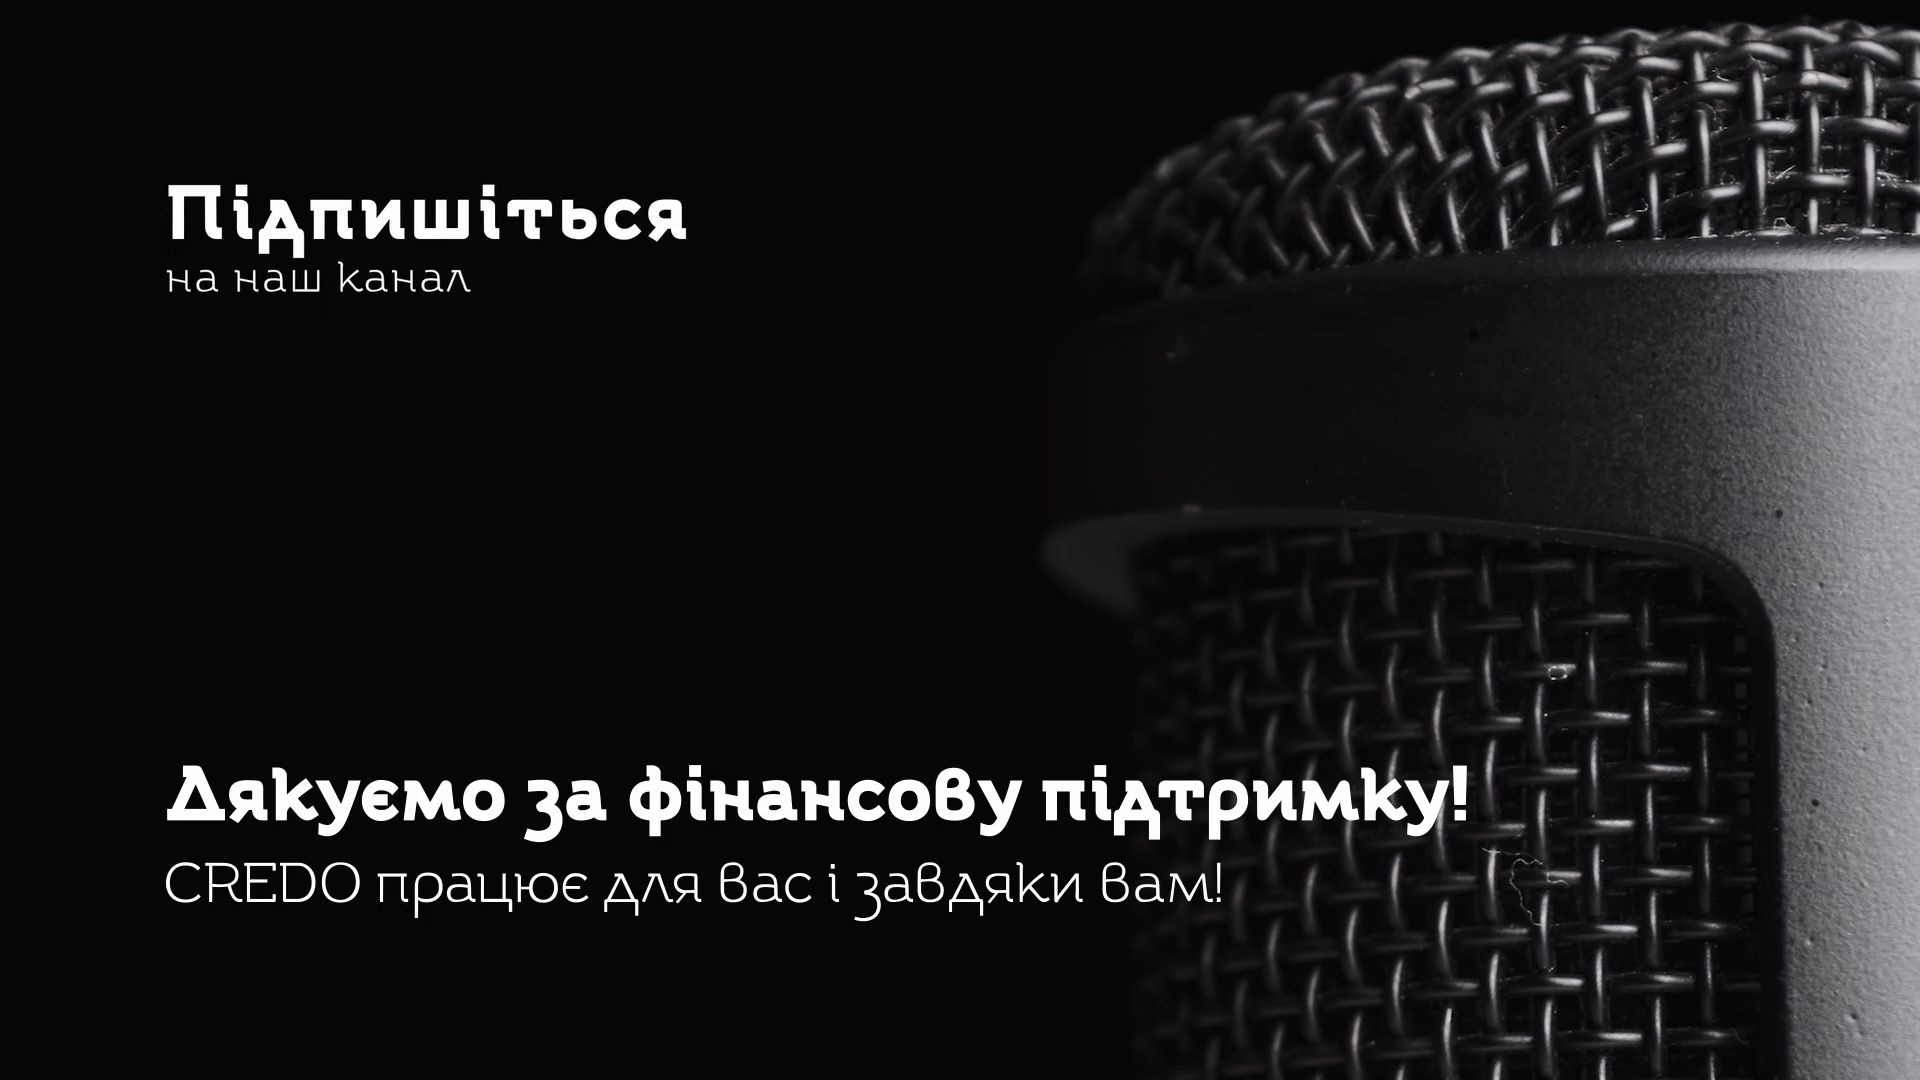 Підпишіться
на наш канал
Дякуємо за фінансову підтримку!
CREDO працює для вас і завдяки вам!